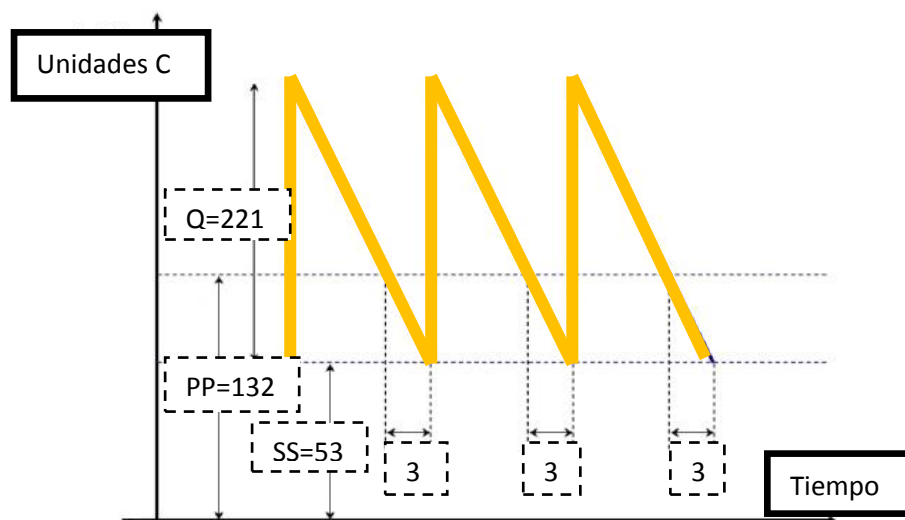 Unidades C
Q=221
PP=132
SS=53
3
3
3
Tiempo